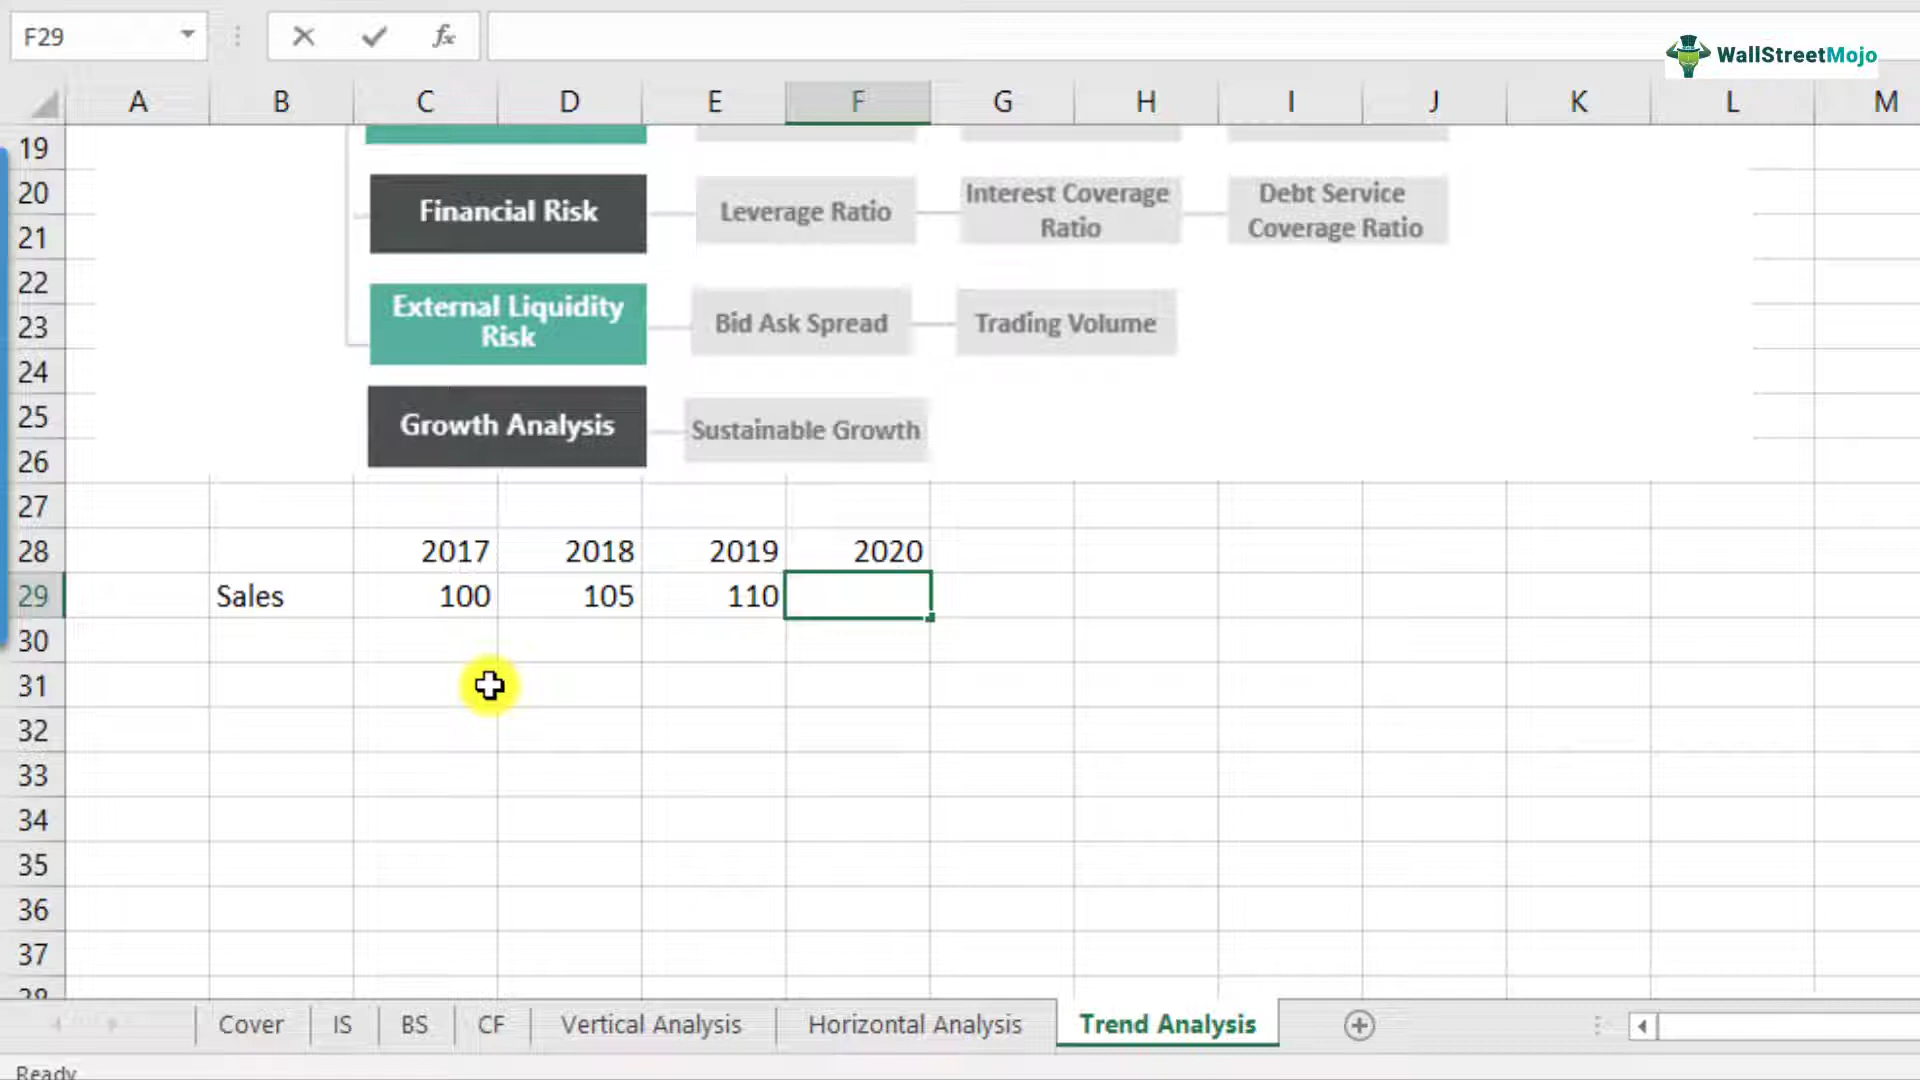 F29
fx
WallStreetMojo
A B C D E F G H I J K L M
19
20
21
22
23
24
25
26
27
28
29
30
31
32
33
34
35
36
37
Financial Risk
Leverage Ratio
Interest Coverage
Ratio
Debt Service
Coverage Ratio
External Liquidity
Risk
Bid Ask Spread
Trading Volume
Growth Analysis
Sustainable Growth
2017 2018 2019 2020
Sales 100 105 110
Cover IS BS CF Vertical Analysis Horizontal Analysis Trend Analysis
Ready